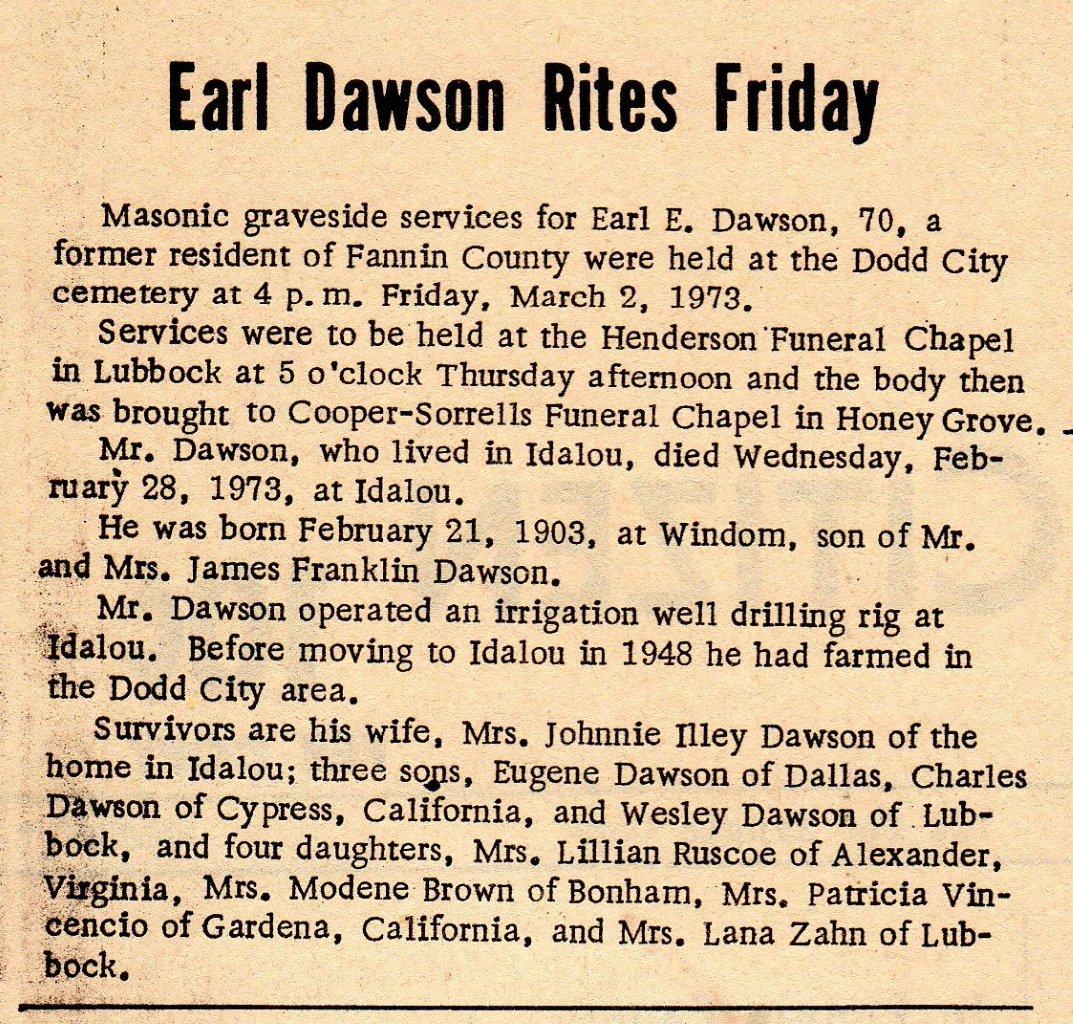 Earl Dawson Rites Friday
Masonic graveside services for Earl E. Dawson, 70, a
former resident of Fannin County were held at the Dodd City
cemetery at 4 p.m. Friday, March 2, 1973.
Services were to be held at the Henderson Funeral Chapel
in Lubbock at 5 o'clock Thursday afternoon and the body then
was brought to Cooper-Sorrells Funeral Chapel in Honey Grove.
Mr. Dawson, who lived in Idalou, died Wednesday, Feb-
ruary 28, 1973, at Idalou.
He was born February 21, 1903, at Windom, son of Mr.
and Mrs. James Franklin Dawson.
Mr. Dawson operated an irrigation well drilling rig at
Idalou. Before moving to Idalou in 1948 he had farmed in
the Dodd City area.
Survivors are his wife, Mrs. Johnnie Illey Dawson of the
home in Idalou; three sons, Eugene Dawson of Dallas, Charles
Dawson of Cypress, California, and Wesley Dawson of Lub-
bock, and four daughters, Mrs. Lillian Ruscoe of Alexander,
Virginia, Mrs. Modene Brown of Bonham, Mrs. Patricia Vin-
cencio of Gardena, California, and Mrs. Lana Zahn of Lub-
bock.